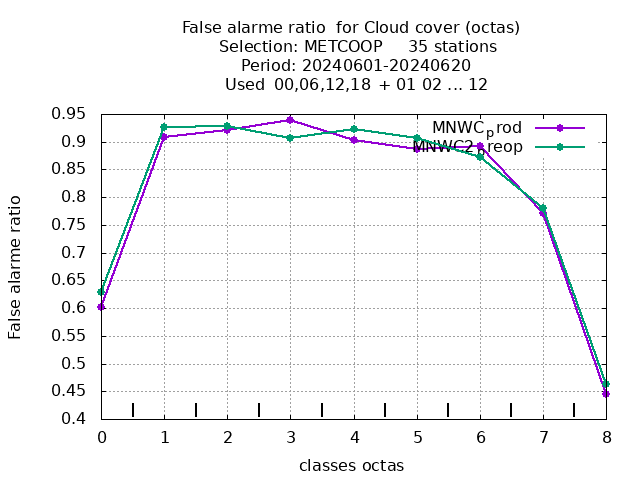 False alarme ratio  for Cloud cover (octas)
Selection: METCOOP     35 stations
Period: 20240601-20240620
Used  00,06,12,18  + 01 02 ... 12
0.95
0.9
0.85
0.8
0.75
0.7
0.65
0.6
0.55
0.5
0.45
0.4
False alarme ratio
MNWCprod
MNWC2preop
0 1 2 3 4 5 6 7 8
classes octas